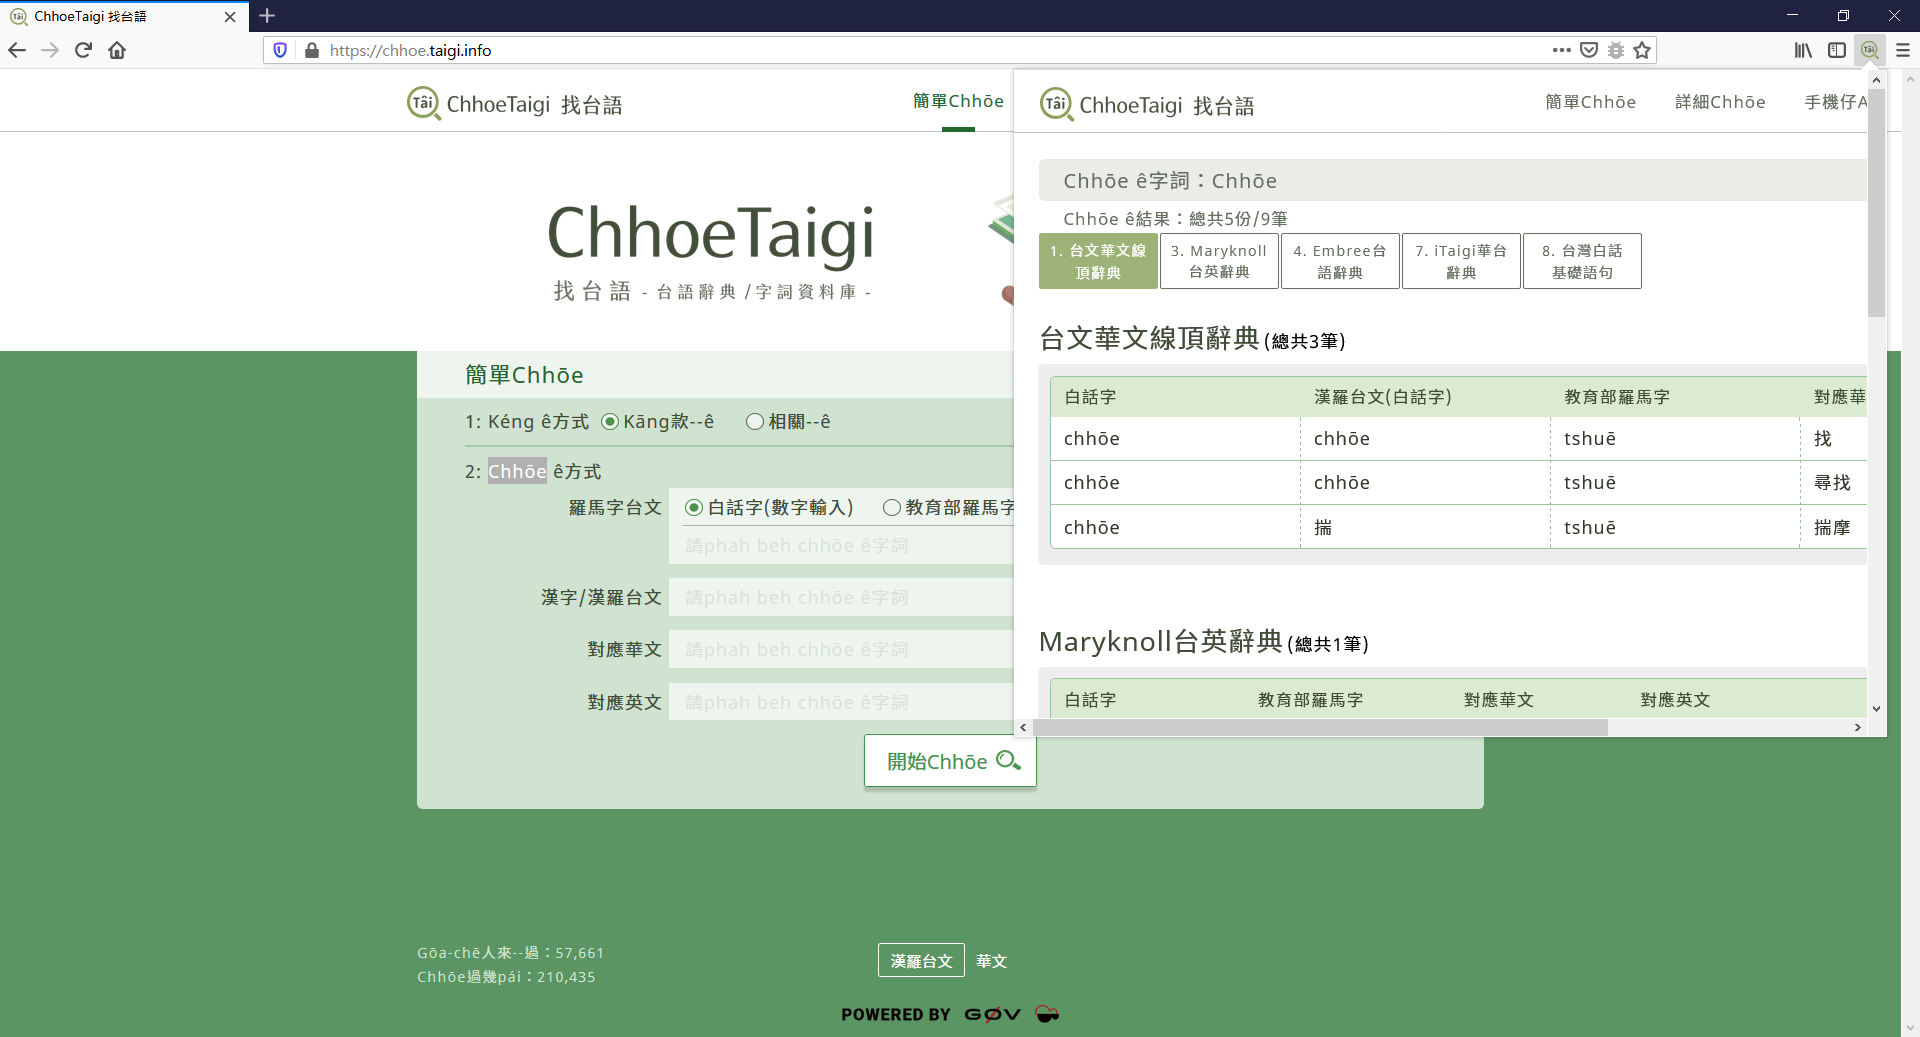 ChhoeTaigi 找台語
https://chhoe.taigi.info
Tâi ChhoeTaigi 找台語
簡單Chhōe
ChhoeTaigi
找台語 - 台語辭典/字詞資料庫 -
簡單Chhōe
1: Kéng ê方式 Kāng款--ê 相關--ê
2: Chhōe ê方式
羅馬字台文 白話字(數字輸入) 教育部羅馬字
請phah beh chhōe ê字詞
漢字/漢羅台文 請phah beh chhōe ê字詞
對應華文 請phah beh chhōe ê字詞
對應英文 請phah beh chhōe ê字詞
開始Chhōe
Góa-chē人來--過：57,661
Chhōe過幾pái：210,435
漢羅台文 華文
POWERED BY GØV
Tâi ChhoeTaigi 找台語 簡單Chhōe 詳細Chhōe 手機仔A
Chhōe ê字詞：Chhōe
Chhōe ê結果：總共5份/9筆
1. 台文華文線
頂辭典
3. Maryknoll
台英辭典
4. Embree台
語辭典
7. iTaigi華台
辭典
8. 台灣白話
基礎語句
台文華文線頂辭典 (總共3筆)
白話字 漢羅台文(白話字) 教育部羅馬字 對應華
chhōe chhōe tshuē 找
chhōe chhōe tshuē 尋找
chhōe 揣 tshuē 揣摩
Maryknoll台英辭典 (總共1筆)
白話字 教育部羅馬字 對應華文 對應英文